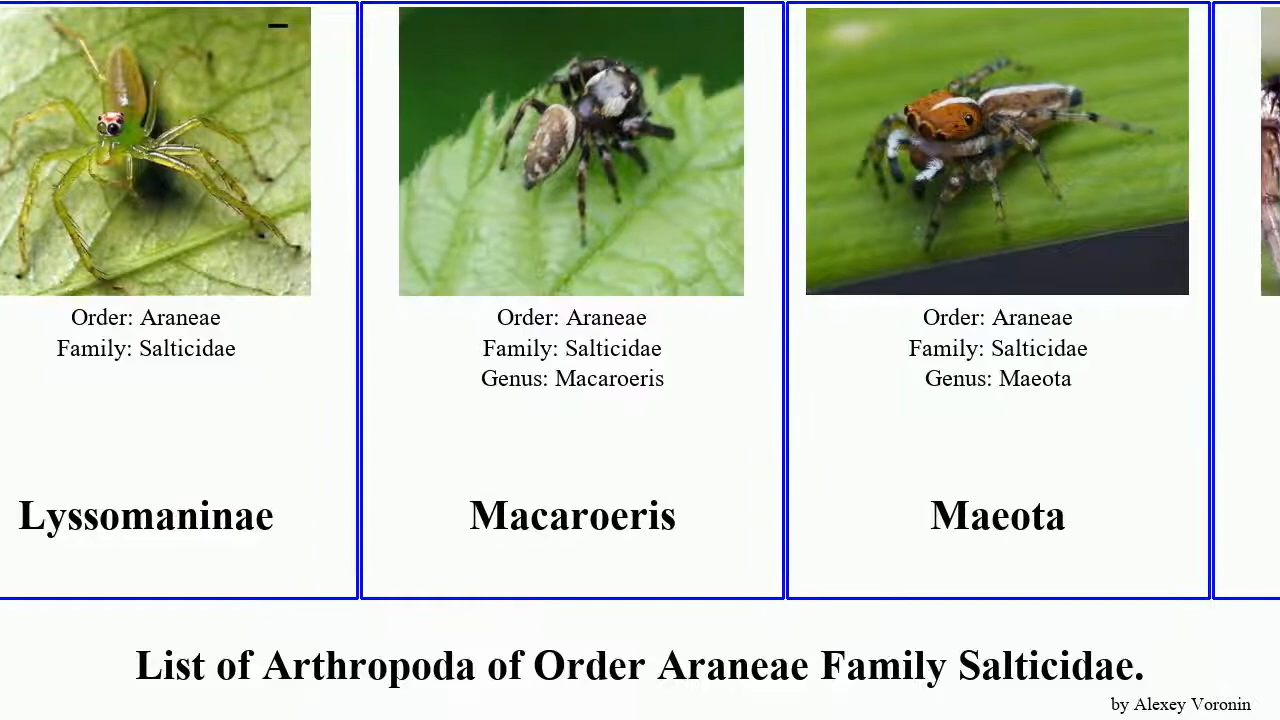 Order: Araneae
Family: Salticidae
Lyssomaninae
Order: Araneae
Family: Salticidae
Genus: Macaroeris
Macaroeris
Order: Araneae
Family: Salticidae
Genus: Maeota
Maeota
List of Arthropoda of Order Araneae Family Salticidae.
by Alexey Voronin